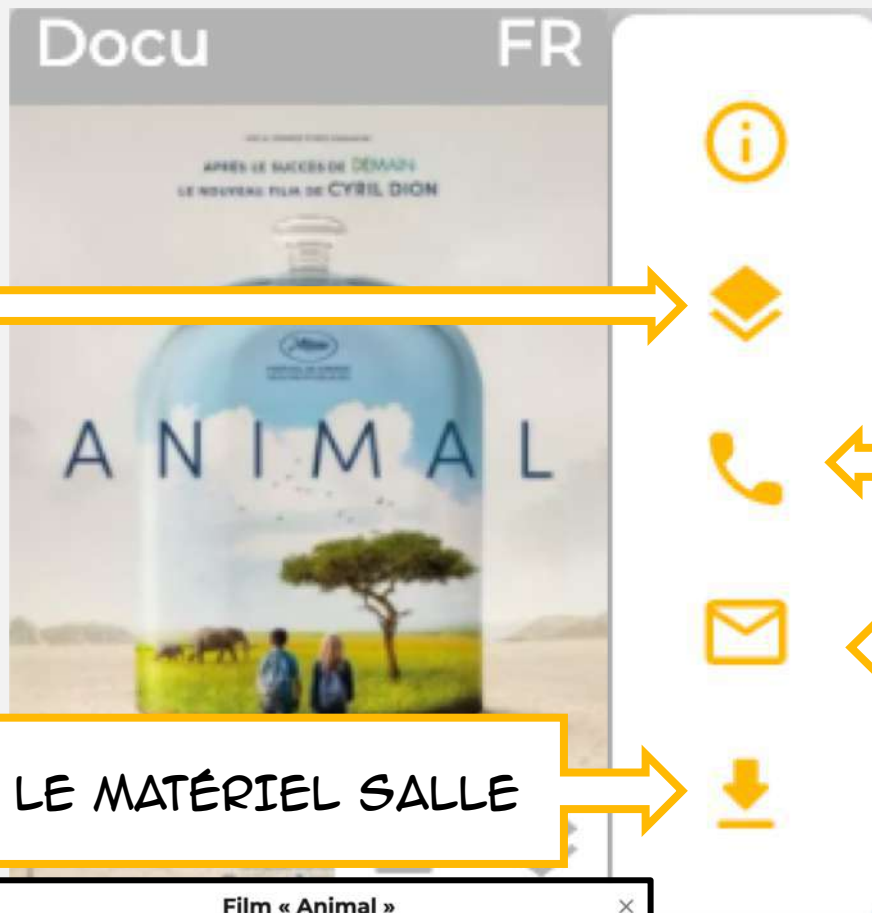 Docu FR
APRÈS LE SUCCÈS DE DEMAIN
LE NOUVEAU FILM DE CYRIL DION
ANIMAL
LE MATÉRIEL SALLE
Film « Animal »